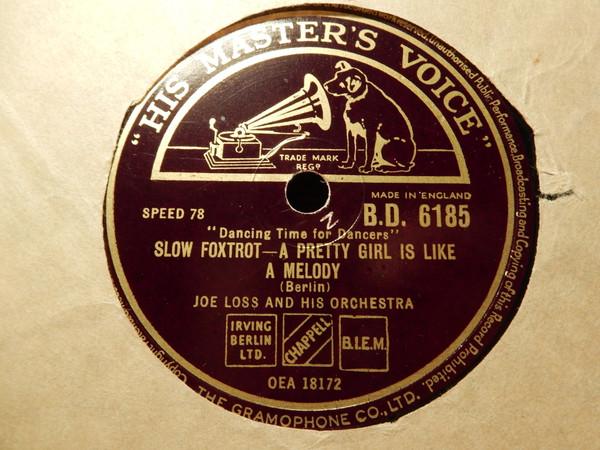 "HIS MASTER'S VOICE"
TRADE MARK
REGD
MADE IN ENGLAND
SPEED 78
B.D. 6185
"Dancing Time for Dancers"
SLOW FOXTROT—A PRETTY GIRL IS LIKE
A MELODY
(Berlin)
JOE LOSS AND HIS ORCHESTRA
IRVING
BERLIN
LTD.
CHAPPELL
B.I.E.M.
OEA 18172
THE GRAMOPHONE CO., LTD.
work reserved, unauthorised Public Performance, Broadcasting and Copying of this Record Prohibited.